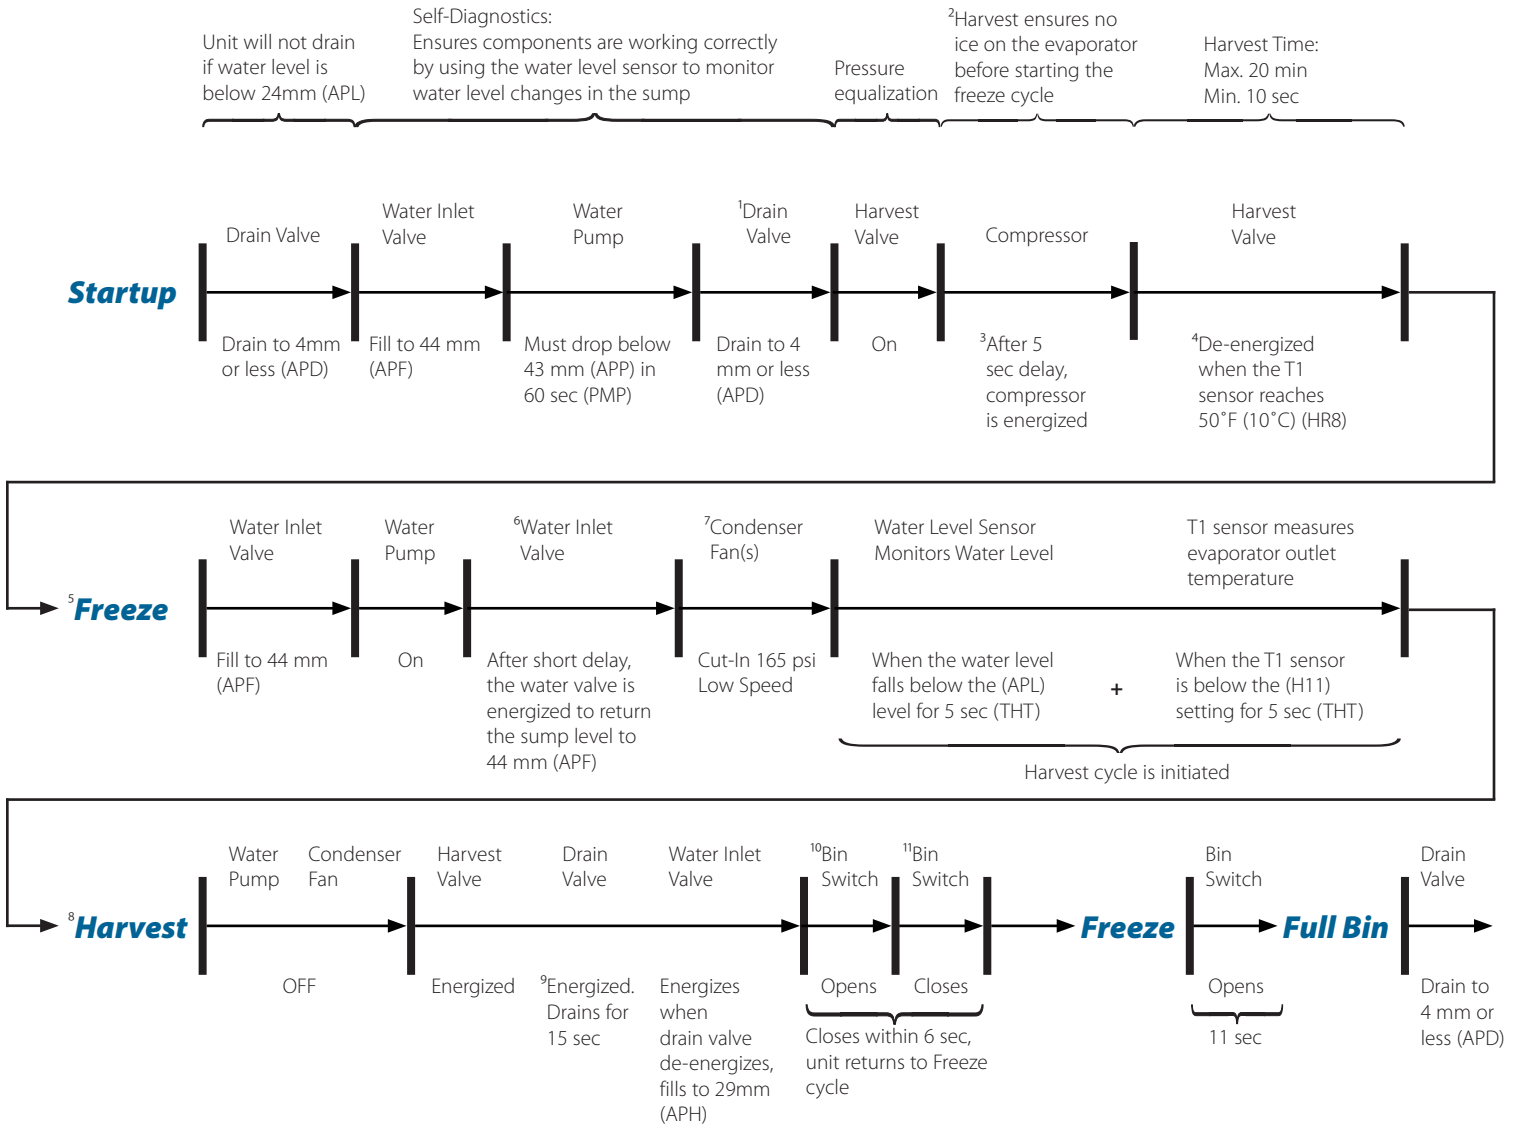 Unit will not drain
if water level is
below 24mm (APL)
Self-Diagnostics:
Ensures components are working correctly
by using the water level sensor to monitor
water level changes in the sump
Pressure
equalization
²Harvest ensures no
ice on the evaporator
before starting the
freeze cycle
Harvest Time:
Max. 20 min
Min. 10 sec
Startup
Drain Valve
Drain to 4mm
or less (APD)
Water Inlet
Valve
Fill to 44 mm
(APF)
Water
Pump
Must drop below
43 mm (APP) in
60 sec (PMP)
¹Drain
Valve
Drain to 4
mm or less
(APD)
Harvest
Valve
On
Compressor
³After 5
sec delay,
compressor
is energized
Harvest
Valve
⁴De-energized
when the T1
sensor reaches
50˚F (10˚C) (HR8)
⁵Freeze
Water Inlet
Valve
Fill to 44 mm
(APF)
Water
Pump
On
⁶Water Inlet
Valve
After short delay,
the water valve is
energized to return
the sump level to
44 mm (APF)
⁷Condenser
Fan(s)
Cut-In 165 psi
Low Speed
Water Level Sensor
Monitors Water Level
When the water level
falls below the (APL)
level for 5 sec (THT)
+
T1 sensor measures
evaporator outlet
temperature
When the T1 sensor
is below the (H11)
setting for 5 sec (THT)
Harvest cycle is initiated
⁸Harvest
Water
Pump
Condenser
Fan
OFF
Harvest
Valve
Energized
Drain
Valve
⁹Energized.
Drains for
15 sec
Water Inlet
Valve
Energizes
when
drain valve
de-energizes,
fills to 29mm
(APH)
¹⁰Bin
Switch
Opens
¹¹Bin
Switch
Closes
Closes within 6 sec,
unit returns to Freeze
cycle
Freeze
Bin
Switch
Opens
11 sec
Full Bin
Drain
Valve
Drain to
4 mm or
less (APD)